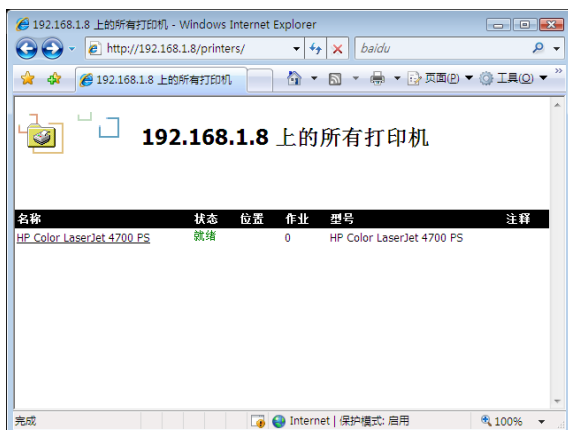 192.168.1.8 上的所有打印机 - Windows Internet Explorer
http://192.168.1.8/printers/
baidu
192.168.1.8 上的所有打印机
页面(P)
工具(O)
192.168.1.8 上的所有打印机
名称 状态 位置 作业 型号 注释
HP Color LaserJet 4700 PS 就绪 0 HP Color LaserJet 4700 PS
完成
Internet | 保护模式: 启用
100%